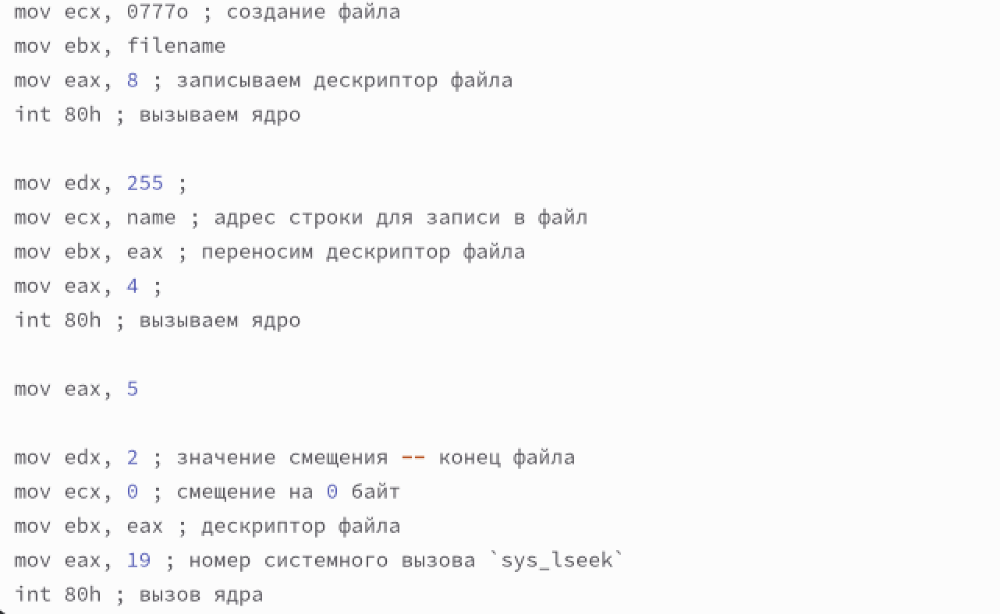 mov ecx, 0777o ; создание файла
mov ebx, filename
mov eax, 8 ; записываем дескриптор файла
int 80h ; вызываем ядро
mov edx, 255 ;
mov ecx, name ; адрес строки для записи в файл
mov ebx, eax ; переносим дескриптор файла
mov eax, 4 ;
int 80h ; вызываем ядро
mov eax, 5
mov edx, 2 ; значение смещения -- конец файла
mov ecx, 0 ; смещение на 0 байт
mov ebx, eax ; дескриптор файла
mov eax, 19 ; номер системного вызова `sys_lseek`
int 80h ; вызов ядра